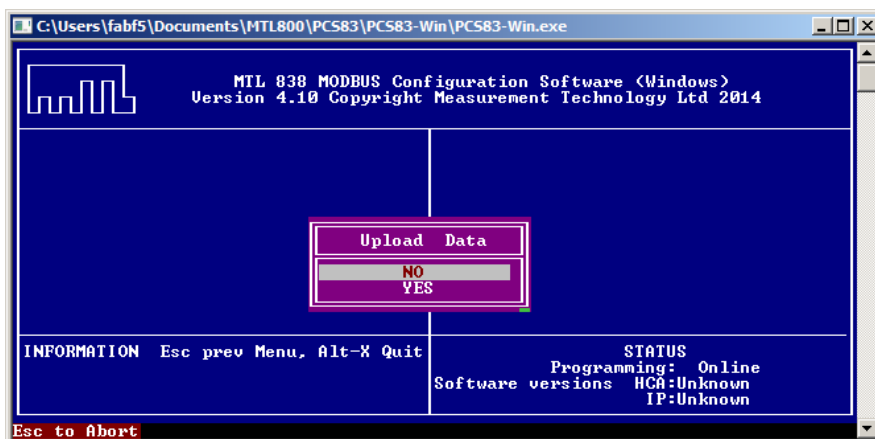 C:\Users\fabf5\Documents\MTL800\PCS83\PCS83-Win\PCS83-Win.exe
MTL 838 MODBUS Configuration Software (Windows)
Version 4.10 Copyright Measurement Technology Ltd 2014
Upload Data
NO
YES
INFORMATION Esc prev Menu, Alt-X Quit
STATUS
Programming: Online
Software versions HCA:Unknown
IP:Unknown
Esc to Abort